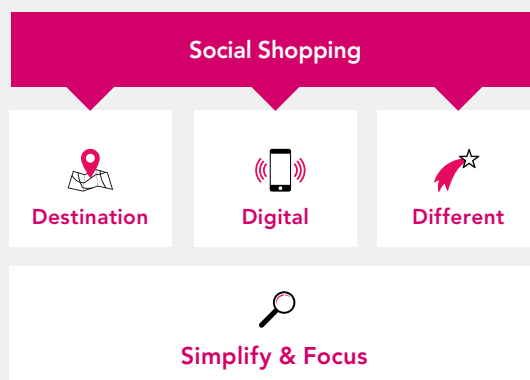 Social Shopping
Destination
Digital
Different
Simplify & Focus